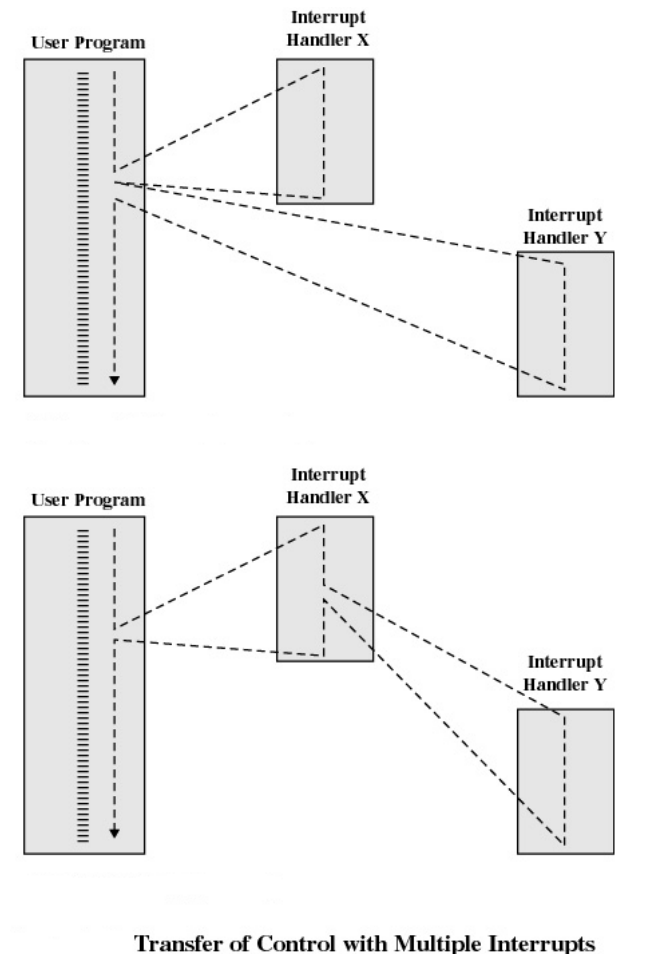 Interrupt
Handler X
User Program
Interrupt
Handler Y
Interrupt
Handler X
User Program
Interrupt
Handler Y
Transfer of Control with Multiple Interrupts